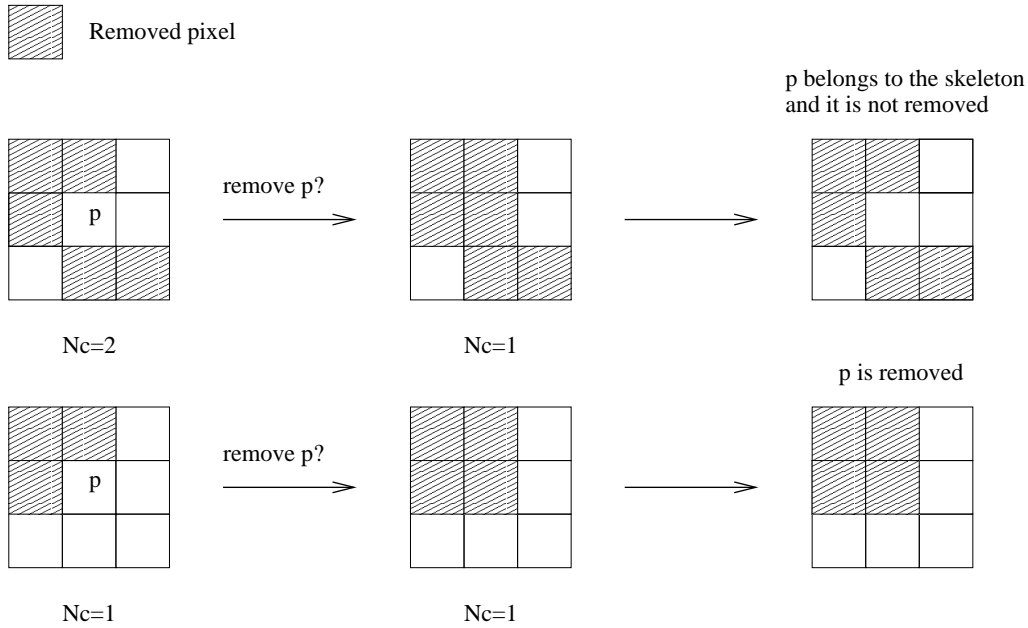 Removed pixel
p belongs to the skeleton
and it is not removed
p
remove p?
Nc=2
Nc=1
p is removed
p
remove p?
Nc=1
Nc=1